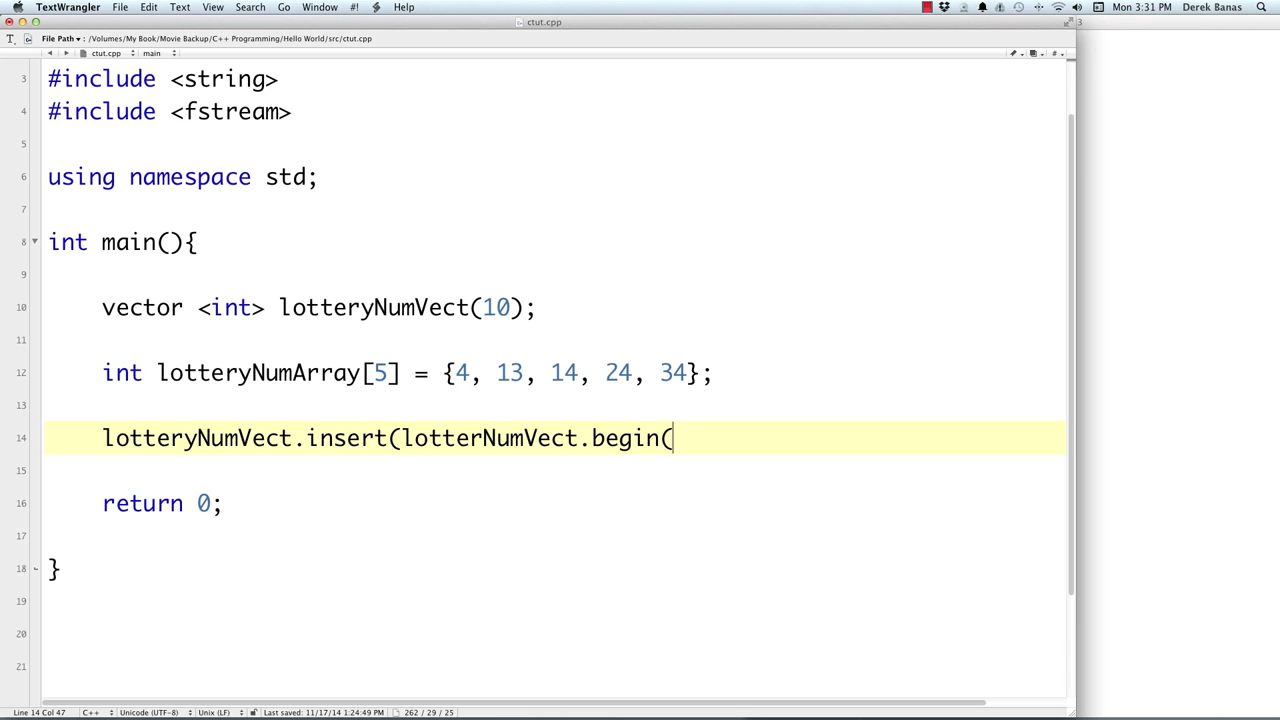 TextWrangler File Edit Text View Search Go Window #! Help Mon 3:31 PM Derek Banas
ctut.cpp
File Path : /Volumes/My Book/Movie Backup/C++ Programming/Hello World/src/ctut.cpp
ctut.cpp main
3 #include <string>
4 #include <fstream>
5
6 using namespace std;
7
8 int main(){
9
10 vector <int> lotteryNumVect(10);
11
12 int lotteryNumArray[5] = {4, 13, 14, 24, 34};
13
14 lotteryNumVect.insert(lotterNumVect.begin(
15
16 return 0;
17
18 }
19
20
21
Line 14 Col 47 C++ Unicode (UTF-8) Unix (LF) Last saved: 11/17/14 1:24:49 PM 262 / 29 / 25